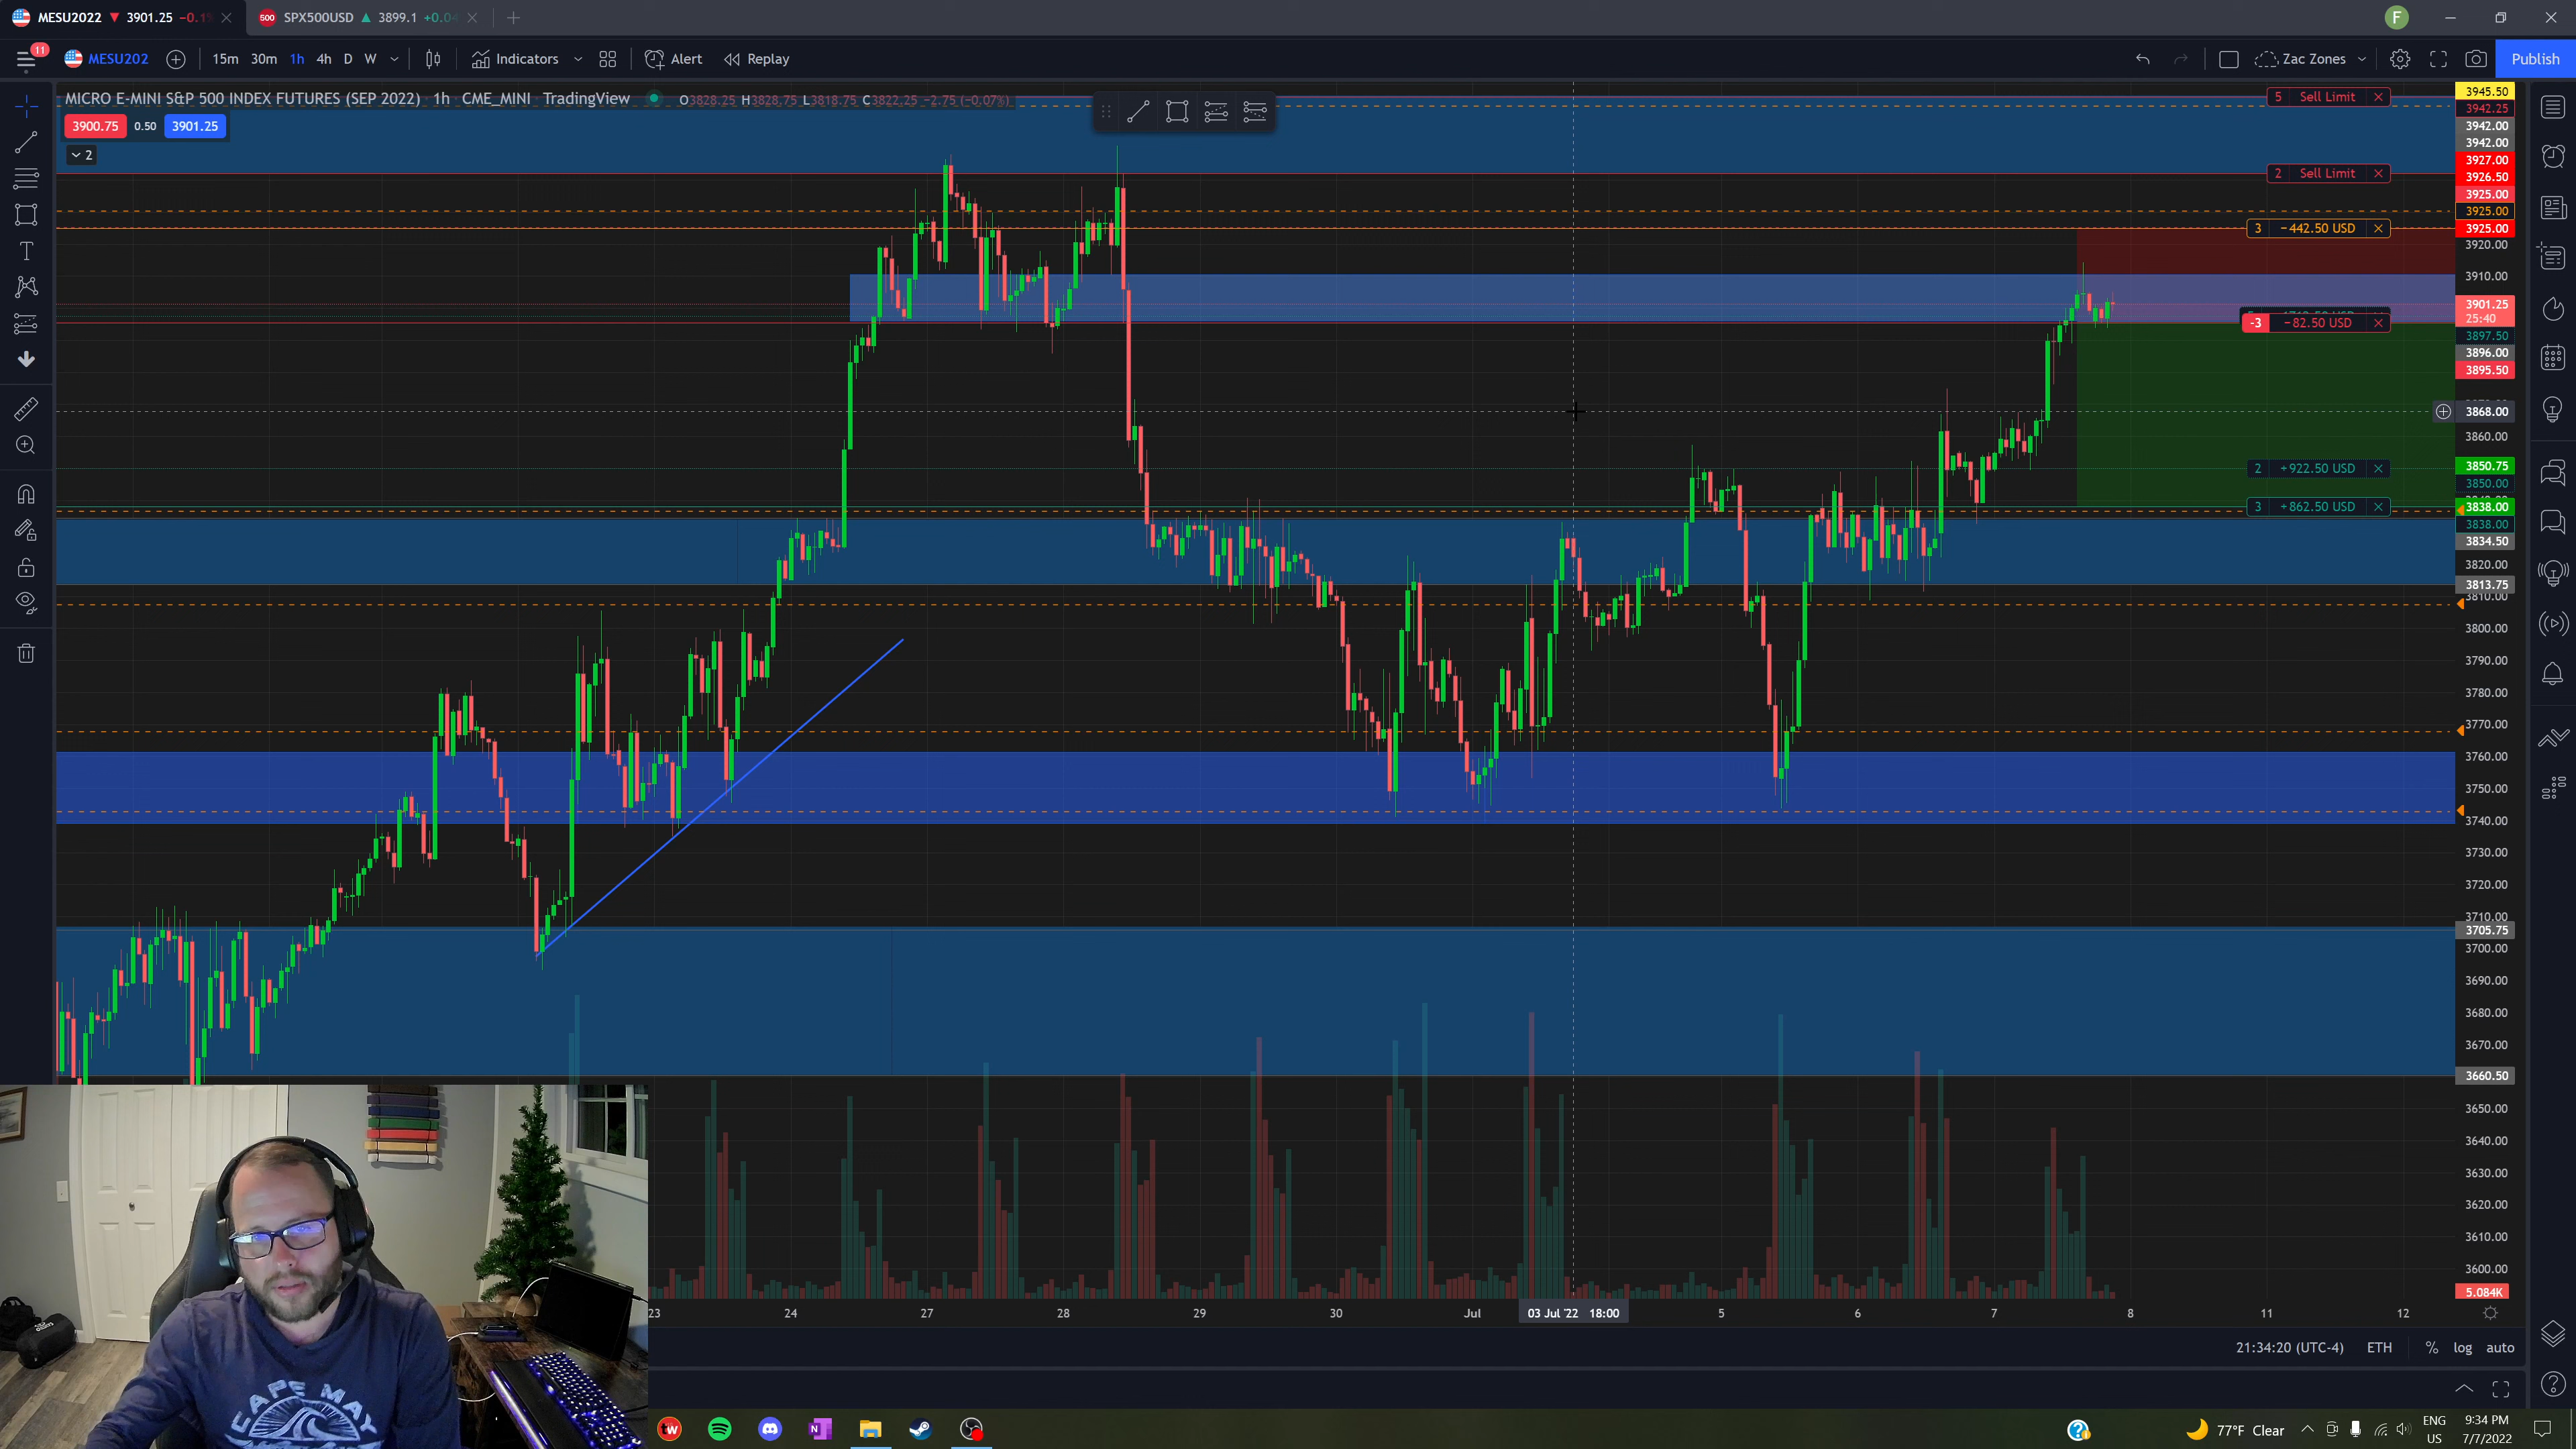 MESU2022 ▼ 3901.25 −0.15
500 SPX500USD ▲ 3899.1 +0.04
F
11
MESU202 15m 30m 1h 4h D W Indicators Alert Replay Zac Zones Publish
MICRO E-MINI S&P 500 INDEX FUTURES (SEP 2022) · 1h · CME_MINI · TradingView O3828.25 H3828.75 L3818.75 C3822.25 −2.75 (−0.07%)
3900.75 0.50 3901.25
2
5 Sell Limit
2 Sell Limit
3 −442.50 USD
-3 −82.50 USD
2 +922.50 USD
3 +862.50 USD
3945.50
3942.25
3942.00
3942.00
3927.00
3926.50
3925.00
3925.00
3925.00
3920.00
3910.00
3901.25
25:40
3897.50
3896.00
3895.50
3868.00
3860.00
3850.75
3850.00
3838.00
3838.00
3834.50
3820.00
3813.75
3810.00
3800.00
3790.00
3780.00
3770.00
3760.00
3750.00
3740.00
3730.00
3720.00
3710.00
3705.75
3700.00
3690.00
3680.00
3670.00
3660.50
3650.00
3640.00
3630.00
3620.00
3610.00
3600.00
5.084K
23 24 27 28 29 30 Jul 03 Jul '22 18:00 5 6 7 8 11 12
21:34:20 (UTC-4) ETH % log auto
CAPE MAY
N
ENG
US
77°F Clear
9:34 PM
7/7/2022